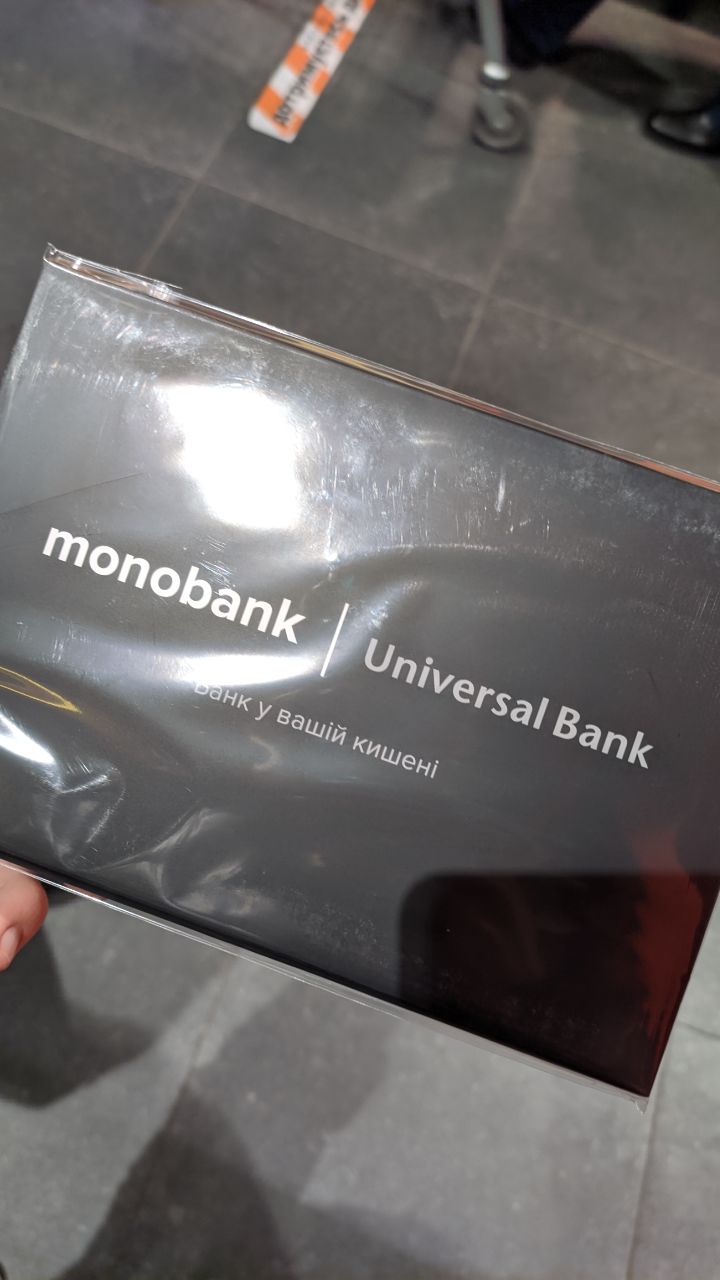 monobank | Universal Bank
Банк у вашій кишені